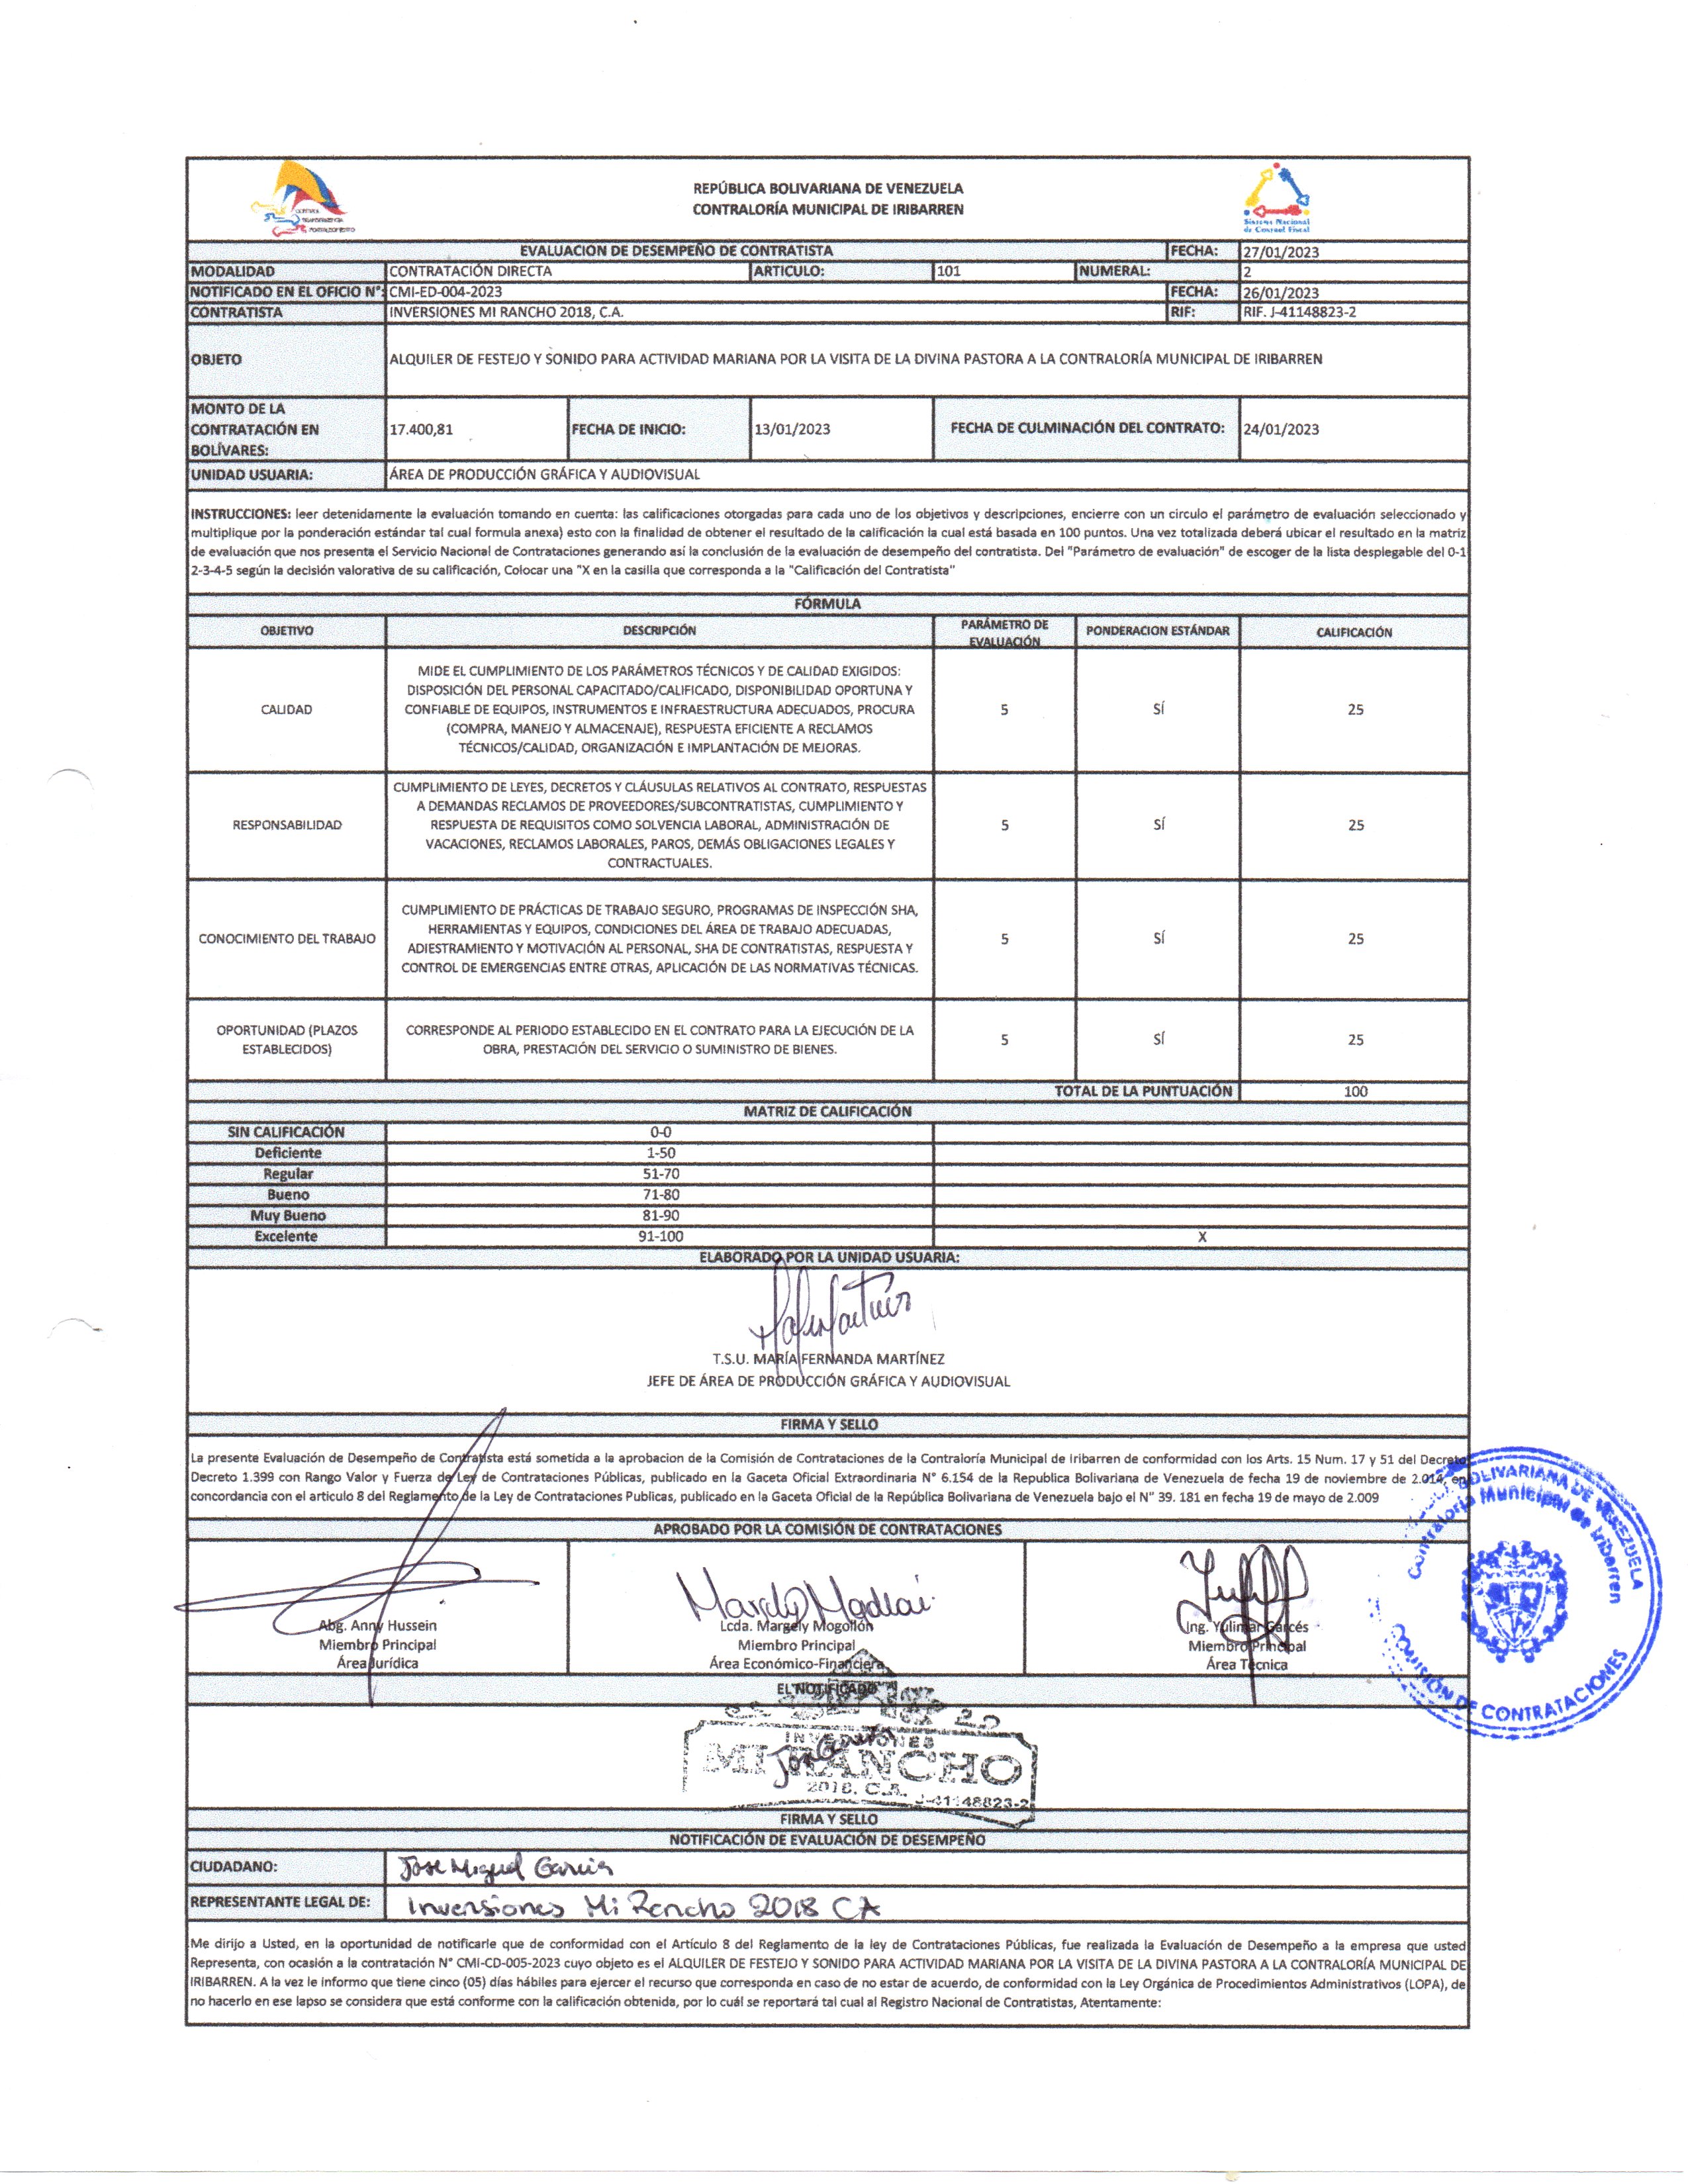 REPÚBLICA BOLIVARIANA DE VENEZUELA
CONTRALORÍA MUNICIPAL DE IRIBARREN
Sistema Nacional
de Control Fiscal
EVALUACION DE DESEMPEÑO DE CONTRATISTA FECHA: 27/01/2023
MODALIDAD CONTRATACIÓN DIRECTA ARTICULO: 101 NUMERAL: 2
NOTIFICADO EN EL OFICIO N°: CMI-ED-004-2023 FECHA: 26/01/2023
CONTRATISTA INVERSIONES MI RANCHO 2018, C.A. RIF: RIF. J-41148823-2
OBJETO ALQUILER DE FESTEJO Y SONIDO PARA ACTIVIDAD MARIANA POR LA VISITA DE LA DIVINA PASTORA A LA CONTRALORÍA MUNICIPAL DE IRIBARREN
MONTO DE LA
CONTRATACIÓN EN
BOLÍVARES:
17.400,81 FECHA DE INICIO: 13/01/2023 FECHA DE CULMINACIÓN DEL CONTRATO: 24/01/2023
UNIDAD USUARIA: ÁREA DE PRODUCCIÓN GRÁFICA Y AUDIOVISUAL
INSTRUCCIONES: leer detenidamente la evaluación tomando en cuenta: las calificaciones otorgadas para cada uno de los objetivos y descripciones, encierre con un circulo el parámetro de evaluación seleccionado y
multiplique por la ponderación estándar tal cual formula anexa) esto con la finalidad de obtener el resultado de la calificación la cual está basada en 100 puntos. Una vez totalizada deberá ubicar el resultado en la matriz
de evaluación que nos presenta el Servicio Nacional de Contrataciones generando así la conclusión de la evaluación de desempeño del contratista. Del "Parámetro de evaluación" de escoger de la lista desplegable del 0-1
2-3-4-5 según la decisión valorativa de su calificación, Colocar una "X en la casilla que corresponda a la "Calificación del Contratista"
FÓRMULA
OBJETIVO DESCRIPCIÓN PARÁMETRO DE EVALUACIÓN PONDERACION ESTÁNDAR CALIFICACIÓN
MIDE EL CUMPLIMIENTO DE LOS PARÁMETROS TÉCNICOS Y DE CALIDAD EXIGIDOS:
DISPOSICIÓN DEL PERSONAL CAPACITADO/CALIFICADO, DISPONIBILIDAD OPORTUNA Y
CALIDAD CONFIABLE DE EQUIPOS, INSTRUMENTOS E INFRAESTRUCTURA ADECUADOS, PROCURA 5 SÍ 25
(COMPRA, MANEJO Y ALMACENAJE), RESPUESTA EFICIENTE A RECLAMOS
TÉCNICOS/CALIDAD, ORGANIZACIÓN E IMPLANTACIÓN DE MEJORAS.
CUMPLIMIENTO DE LEYES, DECRETOS Y CLÁUSULAS RELATIVOS AL CONTRATO, RESPUESTAS
A DEMANDAS RECLAMOS DE PROVEEDORES/SUBCONTRATISTAS, CUMPLIMIENTO Y
RESPONSABILIDAD RESPUESTA DE REQUISITOS COMO SOLVENCIA LABORAL, ADMINISTRACIÓN DE 5 SÍ 25
VACACIONES, RECLAMOS LABORALES, PAROS, DEMÁS OBLIGACIONES LEGALES Y
CONTRACTUALES.
CUMPLIMIENTO DE PRÁCTICAS DE TRABAJO SEGURO, PROGRAMAS DE INSPECCIÓN SHA,
HERRAMIENTAS Y EQUIPOS, CONDICIONES DEL ÁREA DE TRABAJO ADECUADAS,
CONOCIMIENTO DEL TRABAJO 5 SÍ 25
ADIESTRAMIENTO Y MOTIVACIÓN AL PERSONAL, SHA DE CONTRATISTAS, RESPUESTA Y
CONTROL DE EMERGENCIAS ENTRE OTRAS, APLICACIÓN DE LAS NORMATIVAS TÉCNICAS.
OPORTUNIDAD (PLAZOS
ESTABLECIDOS)
CORRESPONDE AL PERIODO ESTABLECIDO EN EL CONTRATO PARA LA EJECUCIÓN DE LA
OBRA, PRESTACIÓN DEL SERVICIO O SUMINISTRO DE BIENES.
5 SÍ 25
TOTAL DE LA PUNTUACIÓN 100
MATRIZ DE CALIFICACIÓN
SIN CALIFICACIÓN 0-0
Deficiente 1-50
Regular 51-70
Bueno 71-80
Muy Bueno 81-90
Excelente 91-100 X
ELABORADO POR LA UNIDAD USUARIA:
T.S.U. MARÍA FERNANDA MARTÍNEZ
JEFE DE ÁREA DE PRODUCCIÓN GRÁFICA Y AUDIOVISUAL
FIRMA Y SELLO
La presente Evaluación de Desempeño de Contratista está sometida a la aprobacion de la Comisión de Contrataciones de la Contraloría Municipal de Iribarren de conformidad con los Arts. 15 Num. 17 y 51 del Decreto
Decreto 1.399 con Rango Valor y Fuerza de Ley de Contrataciones Públicas, publicado en la Gaceta Oficial Extraordinaria N° 6.154 de la Republica Bolivariana de Venezuela de fecha 19 de noviembre de 2.014, en
concordancia con el articulo 8 del Reglamento de la Ley de Contrataciones Publicas, publicado en la Gaceta Oficial de la República Bolivariana de Venezuela bajo el N° 39. 181 en fecha 19 de mayo de 2.009
APROBADO POR LA COMISIÓN DE CONTRATACIONES
BOLIVARIANA DE VENEZUELA
Contraloría Municipal de Iribarren
COMISIÓN DE CONTRATACIONES
Abg. Anny Hussein
Miembro Principal
Área Jurídica
Lcda. Margely Mogollón
Miembro Principal
Área Económico-Financiera
Ing. Yulimar Garcés
Miembro Principal
Área Técnica
EL NOTIFICADO
INVERSIONES
MI RANCHO
2018, C.A.
J-41148823-2
FIRMA Y SELLO
NOTIFICACIÓN DE EVALUACIÓN DE DESEMPEÑO
CIUDADANO: Jose Miguel Garcia
REPRESENTANTE LEGAL DE: Inversiones Mi Rancho 2018 CA
Me dirijo a Usted, en la oportunidad de notificarle que de conformidad con el Artículo 8 del Reglamento de la ley de Contrataciones Públicas, fue realizada la Evaluación de Desempeño a la empresa que usted
Representa, con ocasión a la contratación N° CMI-CD-005-2023 cuyo objeto es el ALQUILER DE FESTEJO Y SONIDO PARA ACTIVIDAD MARIANA POR LA VISITA DE LA DIVINA PASTORA A LA CONTRALORÍA MUNICIPAL DE
IRIBARREN. A la vez le informo que tiene cinco (05) días hábiles para ejercer el recurso que corresponda en caso de no estar de acuerdo, de conformidad con la Ley Orgánica de Procedimientos Administrativos (LOPA), de
no hacerlo en ese lapso se considera que está conforme con la calificación obtenida, por lo cuál se reportará tal cual al Registro Nacional de Contratistas, Atentamente: